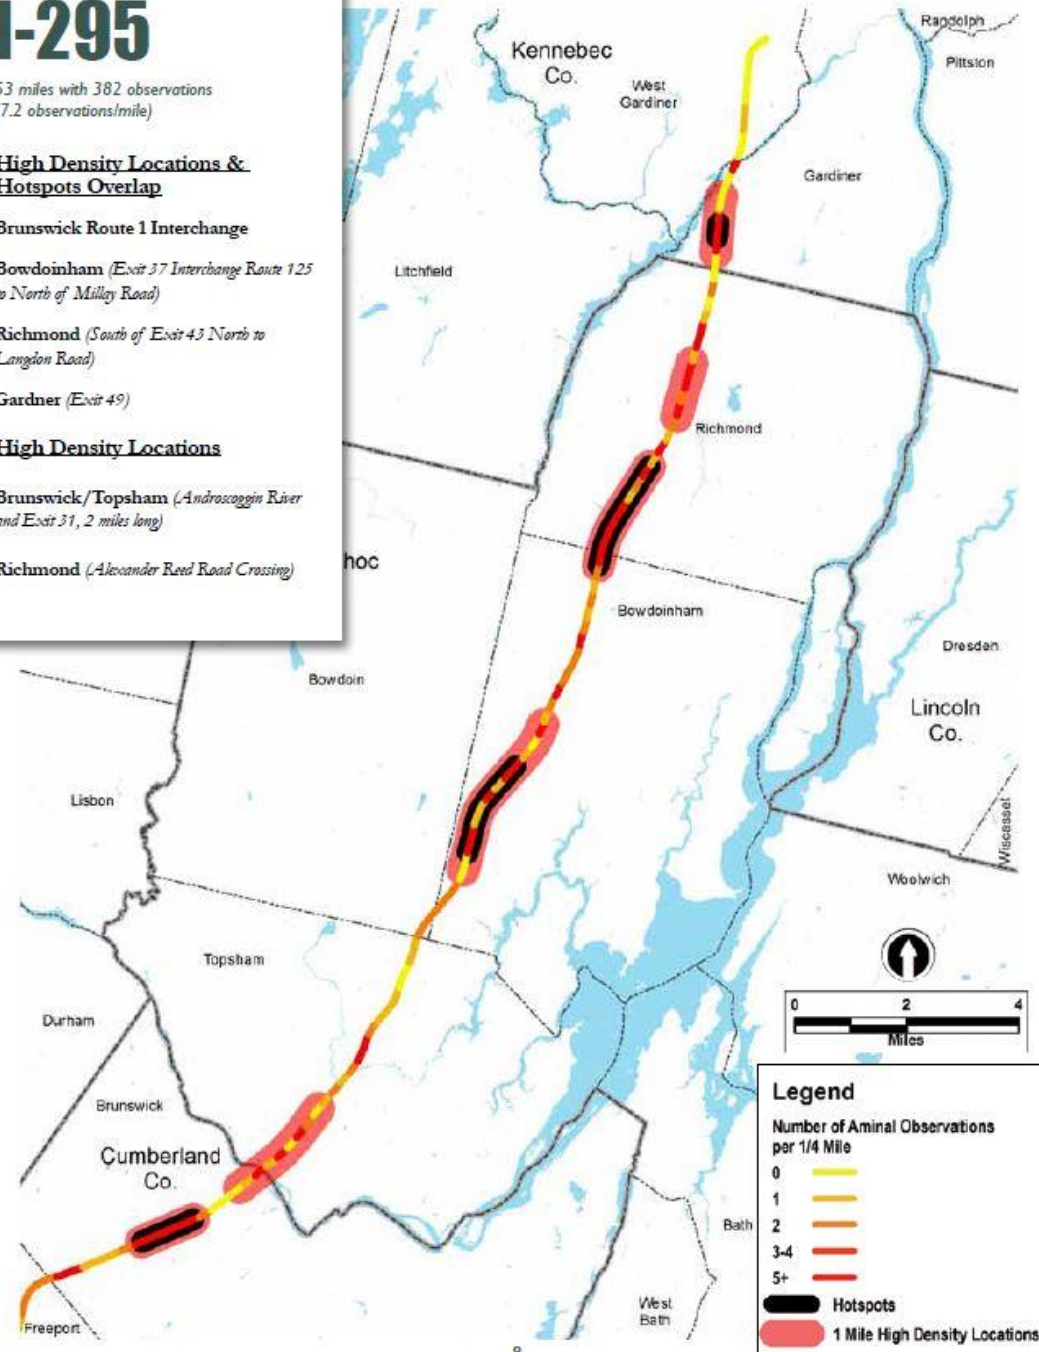 I-295
53 miles with 382 observations
(7.2 observations/mile)
High Density Locations &
Hotspots Overlap
Brunswick Route 1 Interchange
Bowdoinham (Exit 37 Interchange Route 125
to North of Millay Road)
Richmond (South of Exit 43 North to
Langdon Road)
Gardner (Exit 49)
High Density Locations
Brunswick/Topsham (Androscoggin River
and Exit 31, 2 miles long)
Richmond (Alexander Reed Road Crossing)
Kennebec
Co.
West
Gardiner
Randolph
Pittston
Gardiner
Litchfield
Richmond
hoc
Bowdoinham
Dresden
Bowdoin
Lincoln
Co.
Lisbon
Wiscasset
Woolwich
Topsham
Durham
0 2 4
Miles
Brunswick
Cumberland
Co.
Bath
West
Bath
Freeport
Legend
Number of Aminal Observations
per 1/4 Mile
0
1
2
3-4
5+
Hotspots
1 Mile High Density Locations